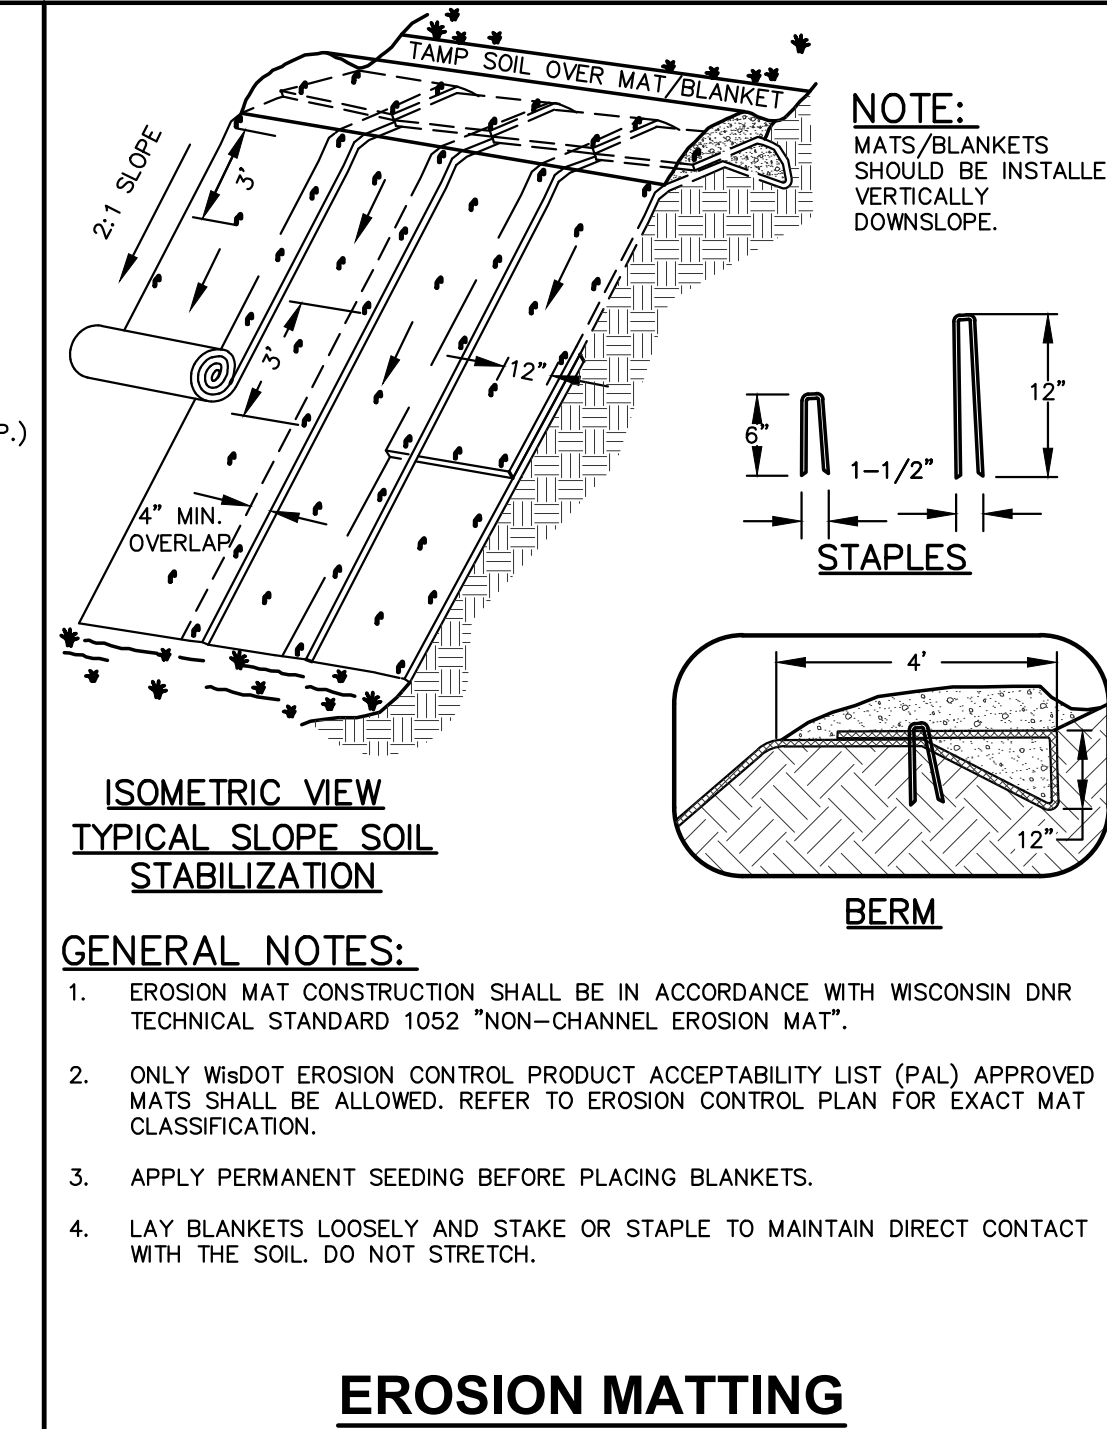 TAMP SOIL OVER MAT/BLANKET
NOTE:
MATS/BLANKETS
SHOULD BE INSTALLE
VERTICALLY
DOWNSLOPE.
2:1 SLOPE
3'
3'
12"
4" MIN.
OVERLAP
P.)
6"
12"
1-1/2"
STAPLES
4'
12"
BERM
ISOMETRIC VIEW
TYPICAL SLOPE SOIL
STABILIZATION
GENERAL NOTES:
1. EROSION MAT CONSTRUCTION SHALL BE IN ACCORDANCE WITH WISCONSIN DNR
TECHNICAL STANDARD 1052 "NON-CHANNEL EROSION MAT".
2. ONLY WisDOT EROSION CONTROL PRODUCT ACCEPTABILITY LIST (PAL) APPROVED
MATS SHALL BE ALLOWED. REFER TO EROSION CONTROL PLAN FOR EXACT MAT
CLASSIFICATION.
3. APPLY PERMANENT SEEDING BEFORE PLACING BLANKETS.
4. LAY BLANKETS LOOSELY AND STAKE OR STAPLE TO MAINTAIN DIRECT CONTACT
WITH THE SOIL. DO NOT STRETCH.
EROSION MATTING